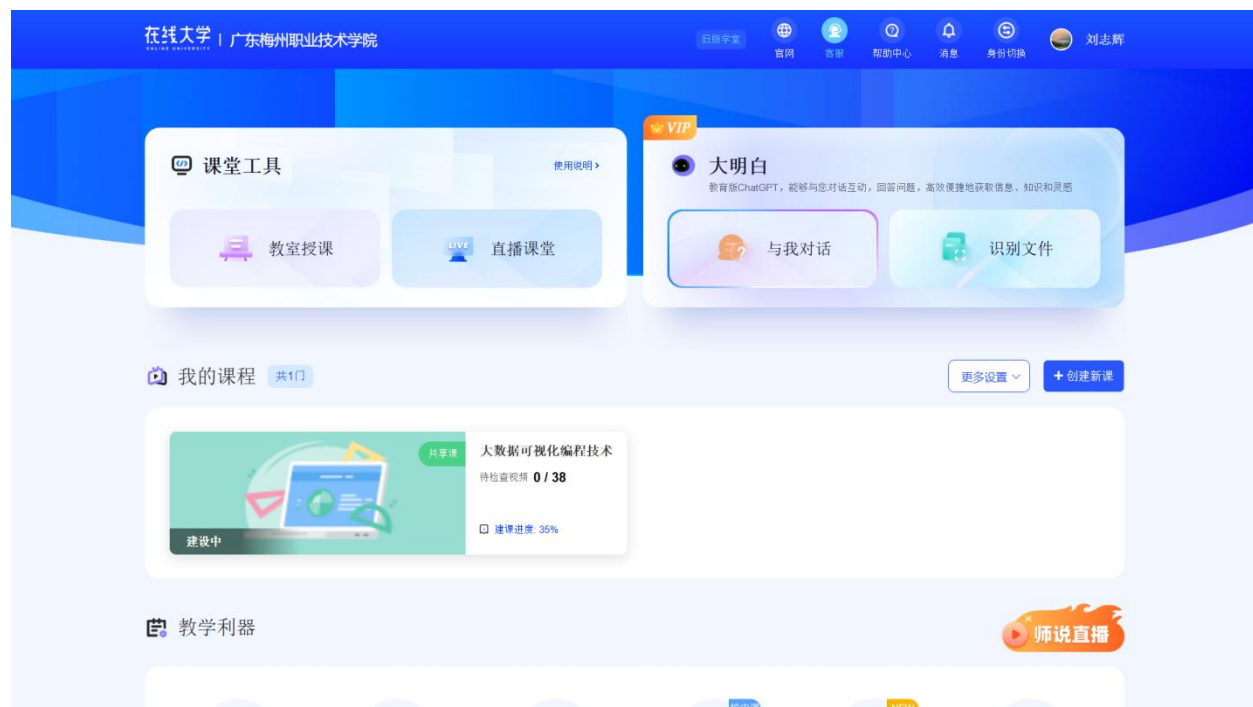 在线大学 | 广东梅州职业技术学院
ONLINE UNIVERSITY
旧版学堂
官网
客服
帮助中心
消息
身份切换
刘志辉
课堂工具
使用说明 >
教室授课
LIVE
直播课堂
VIP
大明白
教育版ChatGPT，能够与您对话互动，回答问题，高效便捷地获取信息、知识和灵感
与我对话
识别文件
我的课程 共1门
更多设置
+ 创建新课
共享课
建设中
大数据可视化编程技术
待检查视频 0 / 38
建课进度: 35%
教学利器
师说直播
NEW